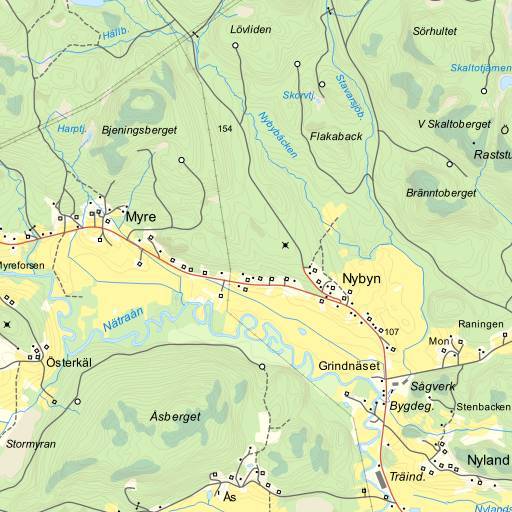 Hällb.
Lövliden
Sörhultet
Skaltotjärnen
Stavarsjöb.
Skorvtj.
Nybybäcken
Harptj.
Bjeningsberget
154
Flakaback
V Skaltoberget
Raststu
Bränntoberget
Myre
Myreforsen
Nybyn
Nätraån
107
Raningen
Mon
Österkäl
Grindnäset
Sågverk
Bygdeg.
Stenbacken
Åsberget
Stormyran
Nyland
Träind.
Ås
Nylands